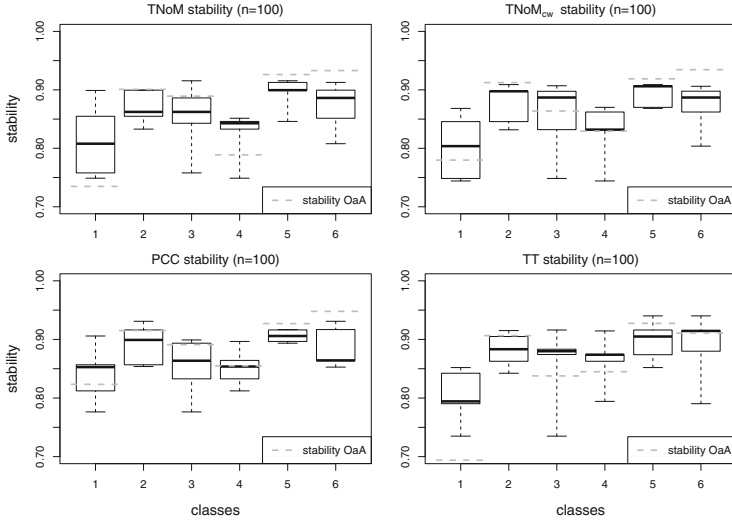 TNoM stability (n=100)
stability
1.00
0.90
0.80
0.70
1 2 3 4 5 6
stability OaA
TNoMcw stability (n=100)
1.00
0.90
0.80
0.70
1 2 3 4 5 6
stability OaA
PCC stability (n=100)
stability
1.00
0.90
0.80
0.70
1 2 3 4 5 6
classes
stability OaA
TT stability (n=100)
1.00
0.90
0.80
0.70
1 2 3 4 5 6
classes
stability OaA